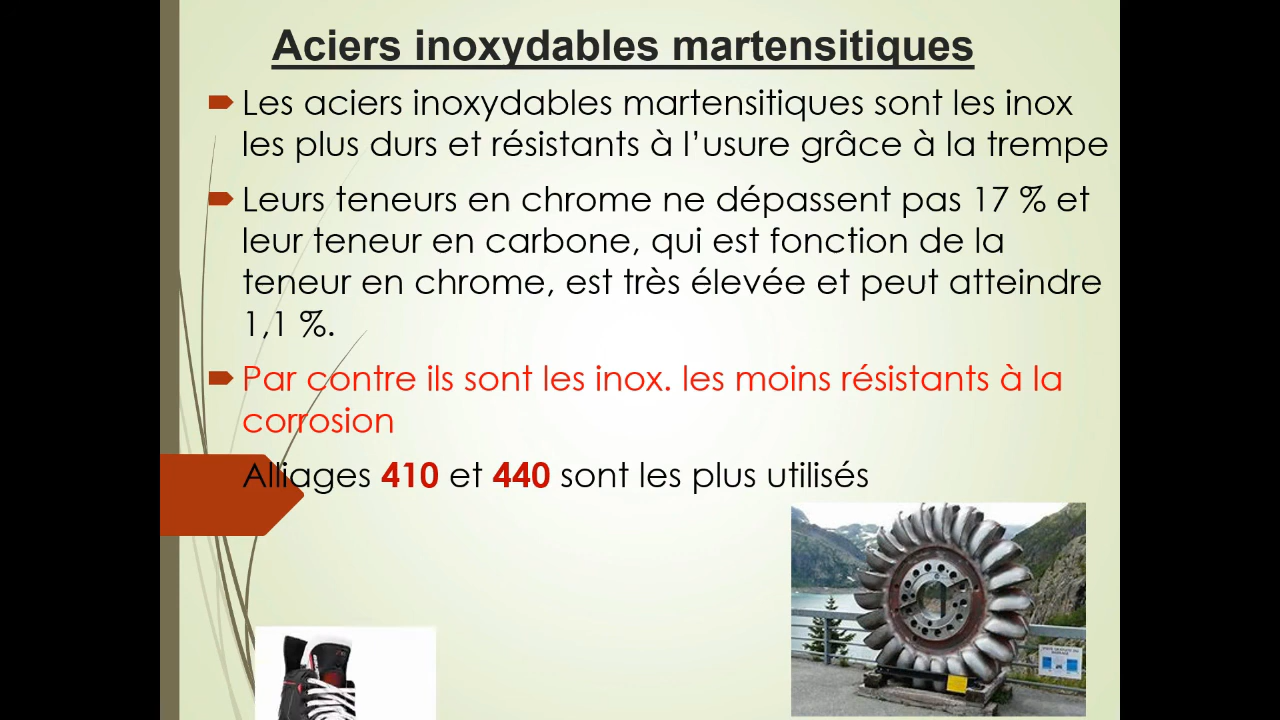 Aciers inoxydables martensitiques
Les aciers inoxydables martensitiques sont les inox
les plus durs et résistants à l’usure grâce à la trempe
Leurs teneurs en chrome ne dépassent pas 17 % et
leur teneur en carbone, qui est fonction de la
teneur en chrome, est très élevée et peut atteindre
1,1 %.
Par contre ils sont les inox. les moins résistants à la
corrosion
Alliages 410 et 440 sont les plus utilisés